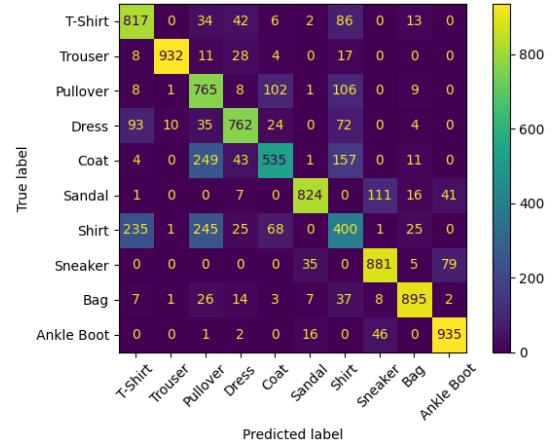 T-Shirt 817 0 34 42 6 2 86 0 13 0
Trouser 8 932 11 28 4 0 17 0 0 0
Pullover 8 1 765 8 102 1 106 0 9 0
Dress 93 10 35 762 24 0 72 0 4 0
Coat 4 0 249 43 535 1 157 0 11 0
Sandal 1 0 0 7 0 824 0 111 16 41
Shirt 235 1 245 25 68 0 400 1 25 0
Sneaker 0 0 0 0 0 35 0 881 5 79
Bag 7 1 26 14 3 7 37 8 895 2
Ankle Boot 0 0 1 2 0 16 0 46 0 935
T-Shirt Trouser Pullover Dress Coat Sandal Shirt Sneaker Bag Ankle Boot
Predicted label
True label
800
600
400
200
0